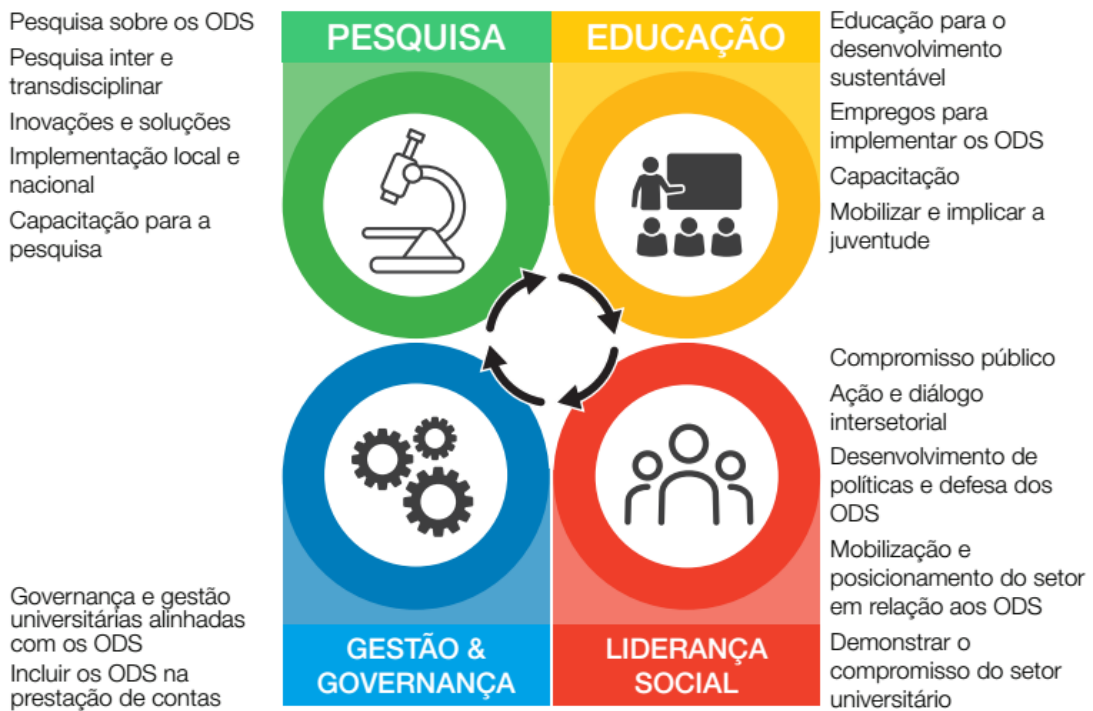 PESQUISA
Pesquisa sobre os ODS
Pesquisa inter e
transdisciplinar
Inovações e soluções
Implementação local e
nacional
Capacitação para a
pesquisa
EDUCAÇÃO
Educação para o
desenvolvimento
sustentável
Empregos para
implementar os ODS
Capacitação
Mobilizar e implicar a
juventude
Governança e gestão
universitárias alinhadas
com os ODS
Incluir os ODS na
prestação de contas
GESTÃO &
GOVERNANÇA
Compromisso público
Ação e diálogo
intersetorial
Desenvolvimento de
políticas e defesa dos
ODS
Mobilização e
posicionamento do setor
em relação aos ODS
Demonstrar o
compromisso do setor
universitário
LIDERANÇA
SOCIAL